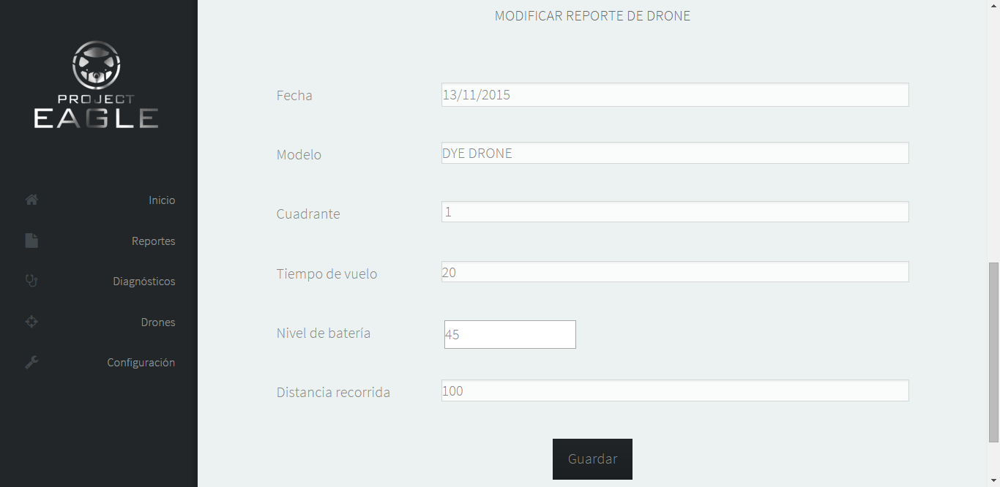 PROJECT
EAGLE
Inicio
Reportes
Diagnósticos
Drones
Configuración
MODIFICAR REPORTE DE DRONE
Fecha 13/11/2015
Modelo DYE DRONE
Cuadrante 1
Tiempo de vuelo 20
Nivel de batería 45
Distancia recorrida 100
Guardar